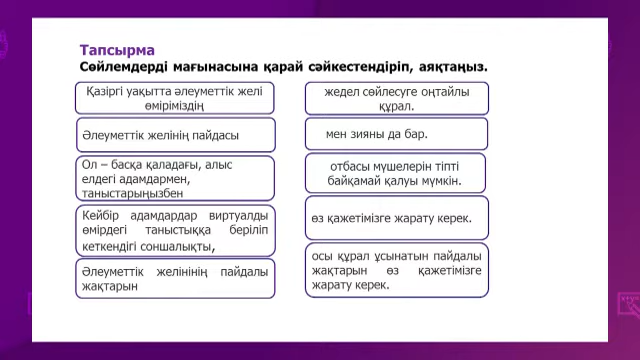 Тапсырма
Сөйлемдерді мағынасына қарай сәйкестендіріп, аяқтаңыз.
Қазіргі уақытта әлеуметтік желі
өміріміздің
Әлеуметтік желінің пайдасы
Ол – басқа қаладағы, алыс
елдегі адамдармен,
таныстарыңызбен
Кейбір адамдардар виртуалды
өмірдегі таныстыққа беріліп
кеткендігі соншалықты,
Әлеуметтік желінінің пайдалы
жақтарын
жедел сөйлесуге оңтайлы
құрал.
мен зияны да бар.
отбасы мүшелерін тіпті
байқамай қалуы мүмкін.
өз қажетімізге жарату керек.
осы құрал ұсынатын пайдалы
жақтарын өз қажетімізге
жарату керек.